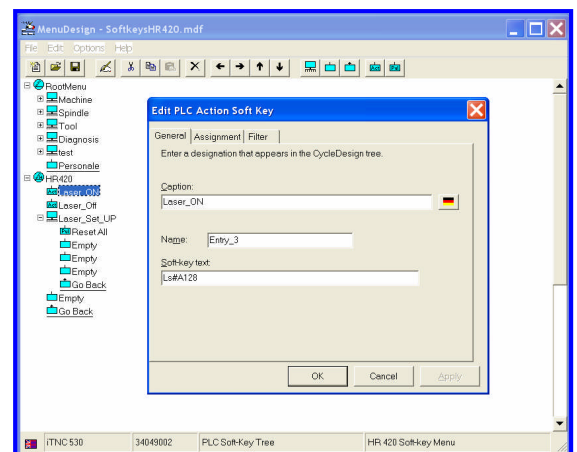 MenuDesign - SoftkeysHR420.mdf
File Edit Options Help
RootMenu
Machine
Spindle
Tool
Diagnosis
test
Personale
HR420
Laser_ON
Laser_Off
Laser_Set_UP
Reset All
Empty
Empty
Empty
Go Back
Empty
Go Back
Edit PLC Action Soft Key
General Assignment Filter
Enter a designation that appears in the CycleDesign tree.
Caption:
Laser_ON
Name: Entry_3
Soft-key text:
Ls#A128
OK Cancel Apply
iTNC 530 34049002 PLC Soft-Key Tree HR 420 Soft-key Menu